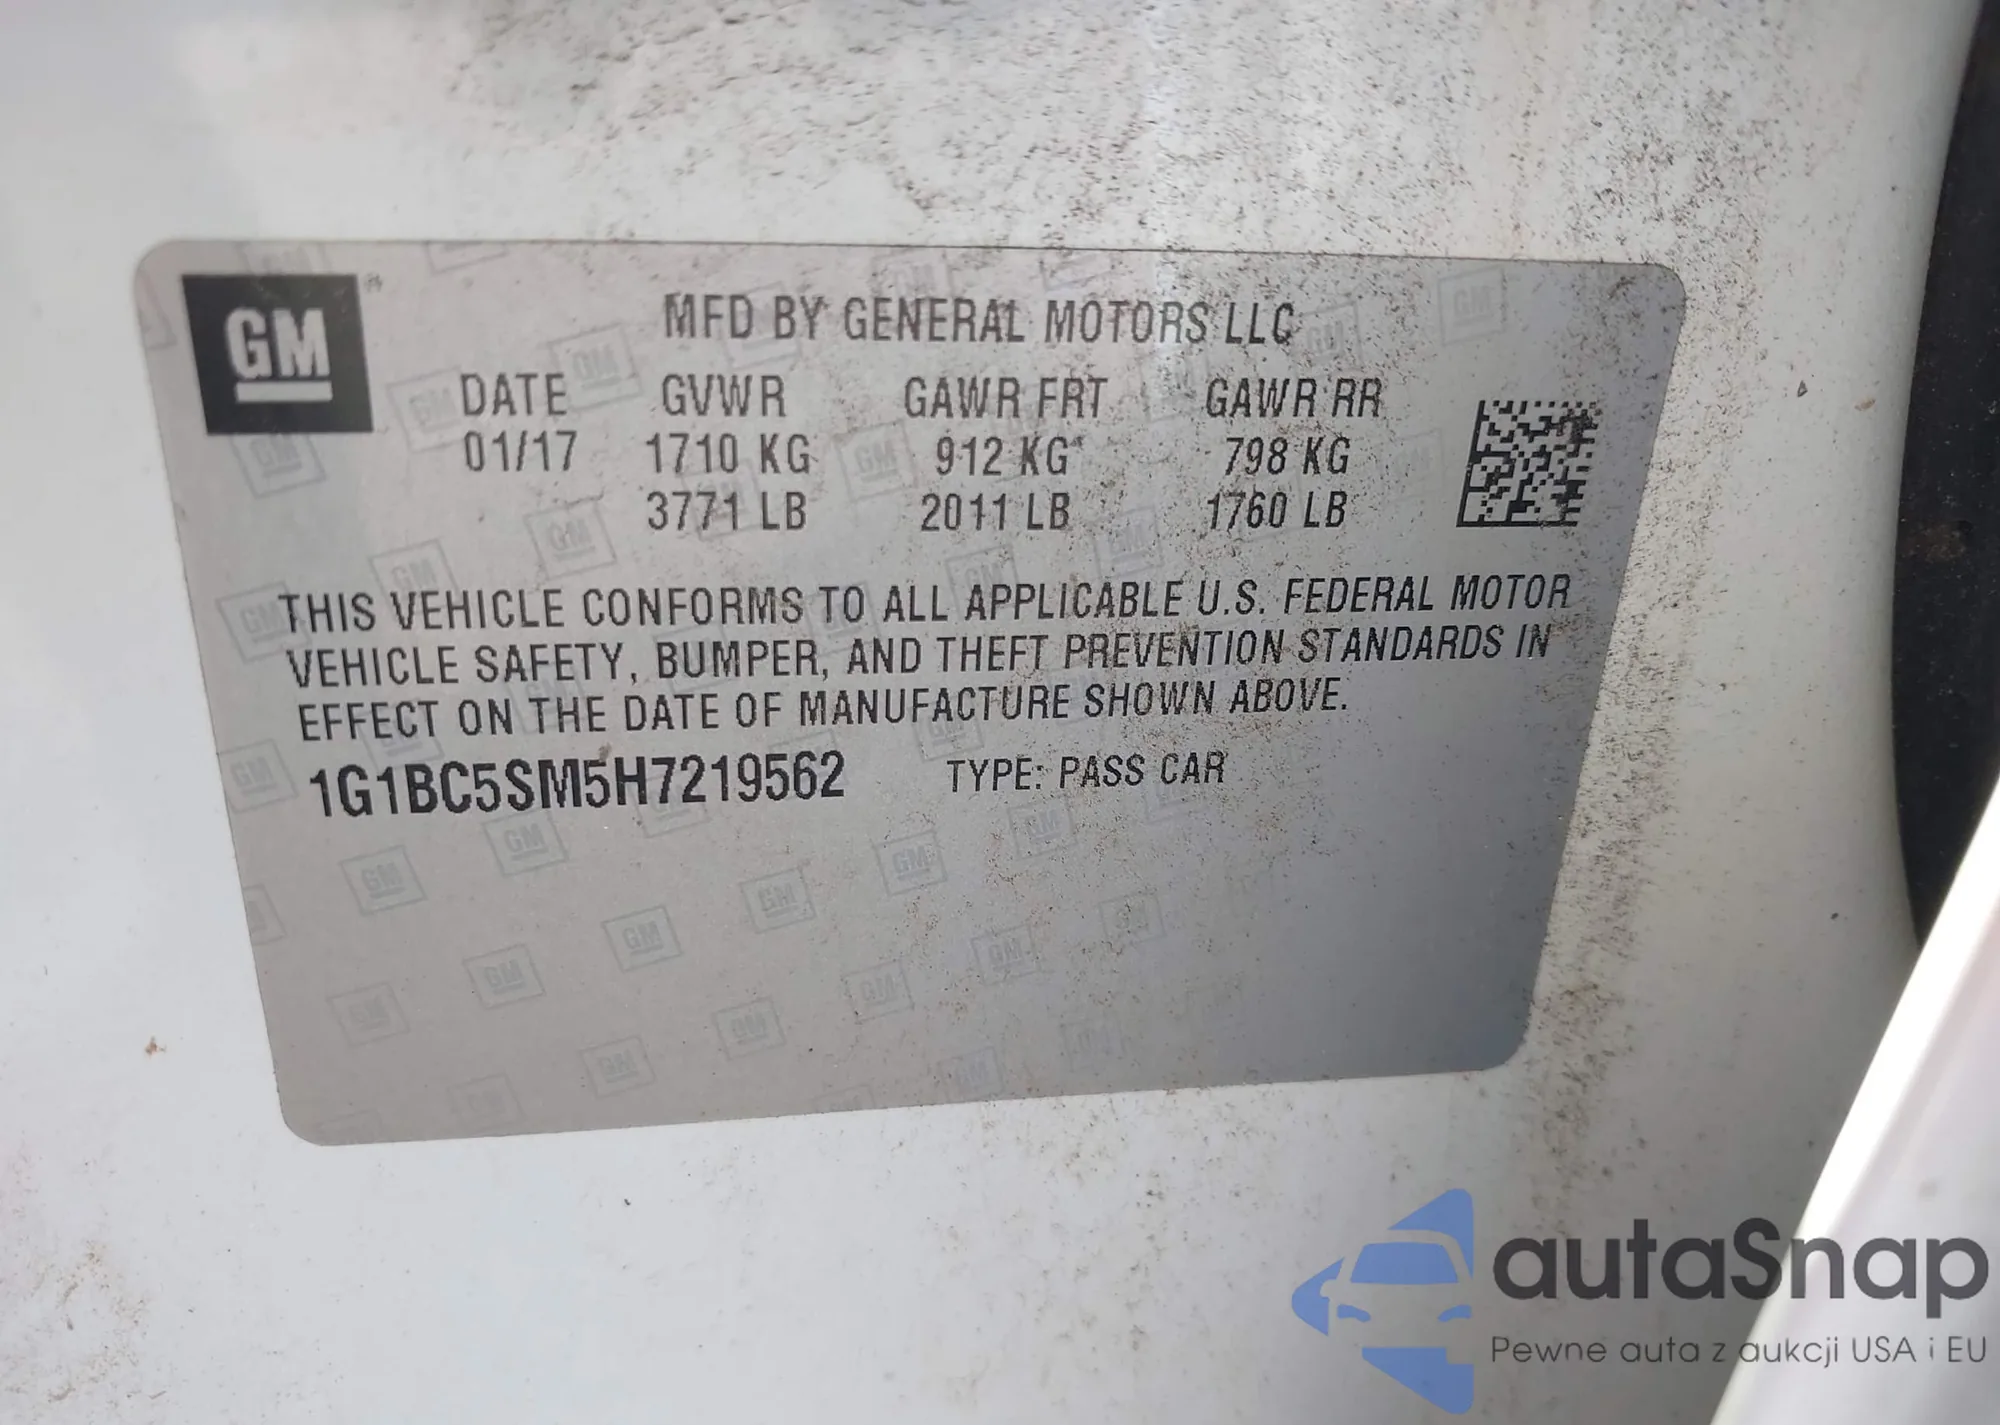 GM
MFD BY GENERAL MOTORS LLC
DATE GVWR GAWR FRT GAWR RR
01/17 1710 KG 912 KG 798 KG
3771 LB 2011 LB 1760 LB
THIS VEHICLE CONFORMS TO ALL APPLICABLE U.S. FEDERAL MOTOR
VEHICLE SAFETY, BUMPER, AND THEFT PREVENTION STANDARDS IN
EFFECT ON THE DATE OF MANUFACTURE SHOWN ABOVE.
1G1BC5SM5H7219562 TYPE: PASS CAR
autaSnap
Pewne auta z aukcji USA i EU